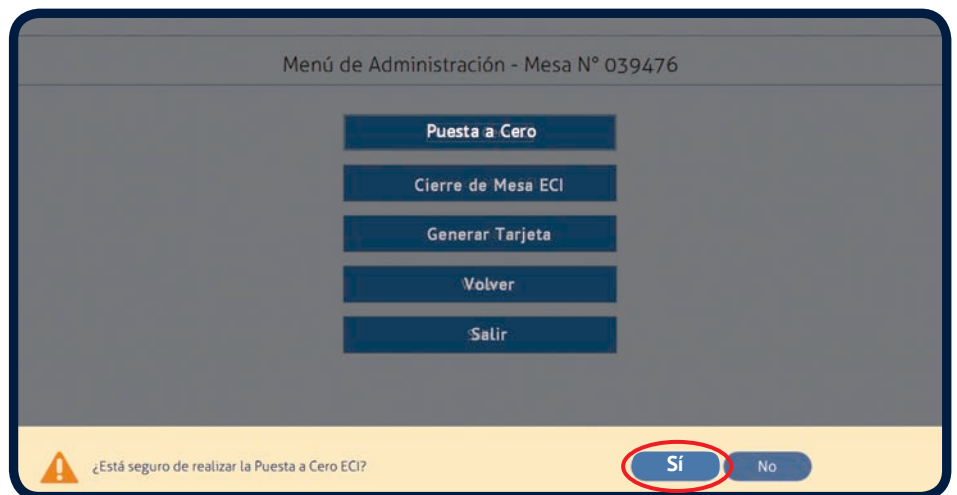 Menú de Administración - Mesa N° 039476
Puesta a Cero
Cierre de Mesa ECI
Generar Tarjeta
Volver
Salir
¿Está seguro de realizar la Puesta a Cero ECI?
Sí
No